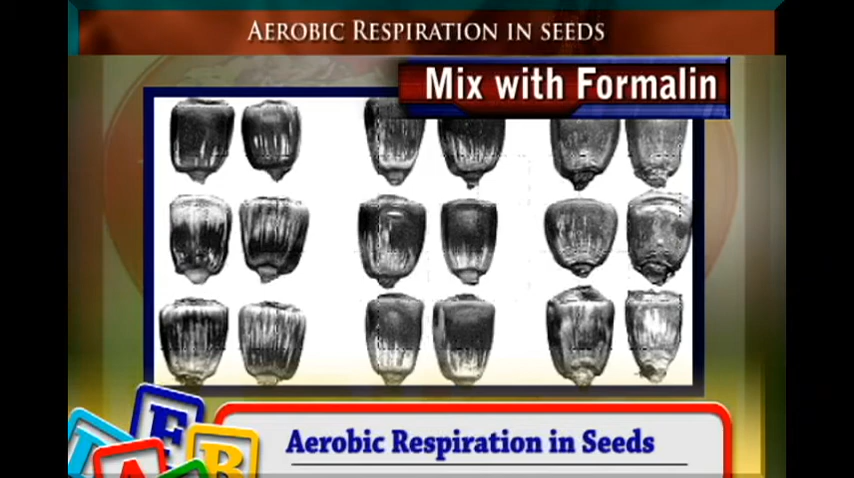 AEROBIC RESPIRATION IN SEEDS
Mix with Formalin
Aerobic Respiration in Seeds
F
B
A